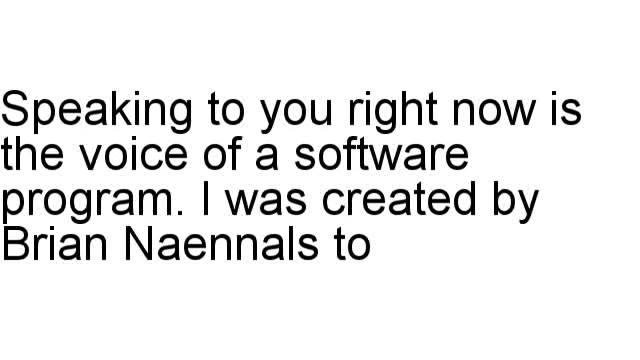 Speaking to you right now is
the voice of a software
program. I was created by
Brian Naennals to